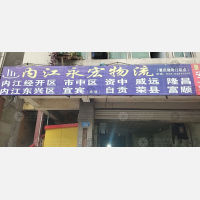 内江永宏物流
内江经开区 市中区 资中 威远 隆昌
内江东兴区 宜宾 自贡 荣县 富顺